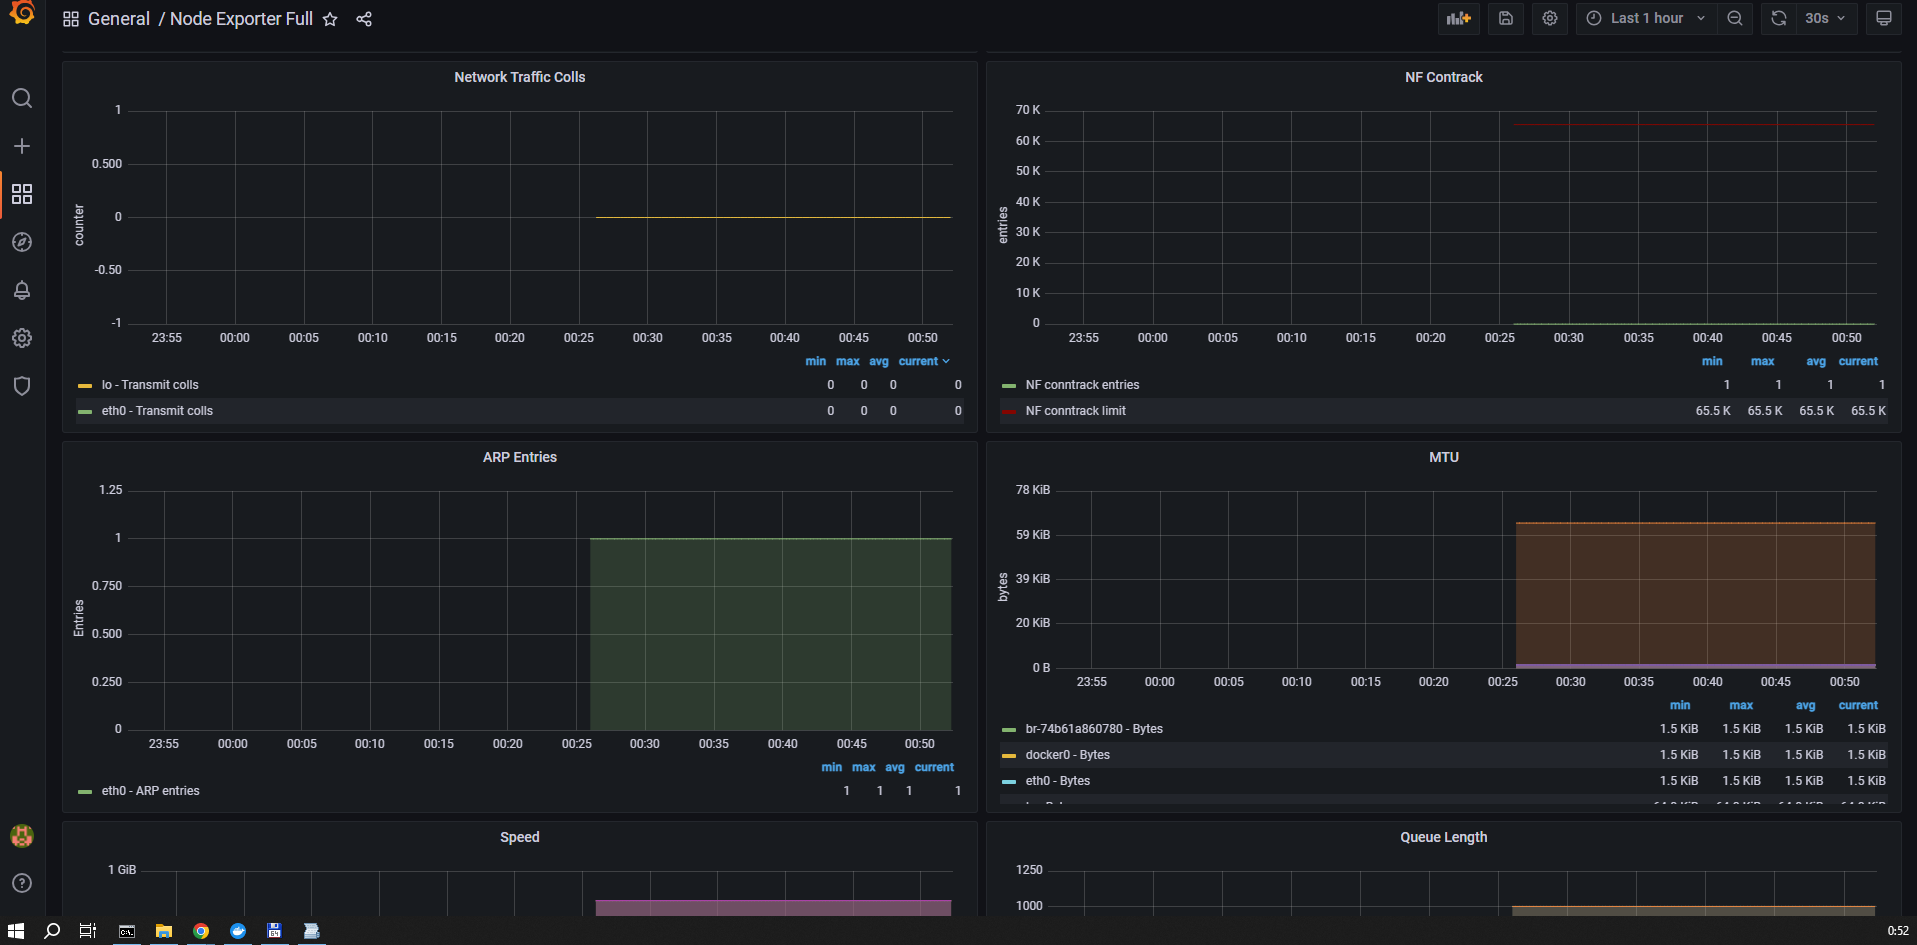 General / Node Exporter Full
Last 1 hour
30s
Network Traffic Colls
1
0.500
0
-0.50
-1
counter
23:55 00:00 00:05 00:10 00:15 00:20 00:25 00:30 00:35 00:40 00:45 00:50
min max avg current
lo - Transmit colls 0 0 0 0
eth0 - Transmit colls 0 0 0 0
NF Contrack
70 K
60 K
50 K
40 K
30 K
20 K
10 K
0
entries
23:55 00:00 00:05 00:10 00:15 00:20 00:25 00:30 00:35 00:40 00:45 00:50
min max avg current
NF conntrack entries 1 1 1 1
NF conntrack limit 65.5 K 65.5 K 65.5 K 65.5 K
ARP Entries
1.25
1
0.750
0.500
0.250
0
Entries
23:55 00:00 00:05 00:10 00:15 00:20 00:25 00:30 00:35 00:40 00:45 00:50
min max avg current
eth0 - ARP entries 1 1 1 1
MTU
78 KiB
59 KiB
39 KiB
20 KiB
0 B
bytes
23:55 00:00 00:05 00:10 00:15 00:20 00:25 00:30 00:35 00:40 00:45 00:50
min max avg current
br-74b61a860780 - Bytes 1.5 KiB 1.5 KiB 1.5 KiB 1.5 KiB
docker0 - Bytes 1.5 KiB 1.5 KiB 1.5 KiB 1.5 KiB
eth0 - Bytes 1.5 KiB 1.5 KiB 1.5 KiB 1.5 KiB
Speed
1 GiB
Queue Length
1250
1000
64
0:52